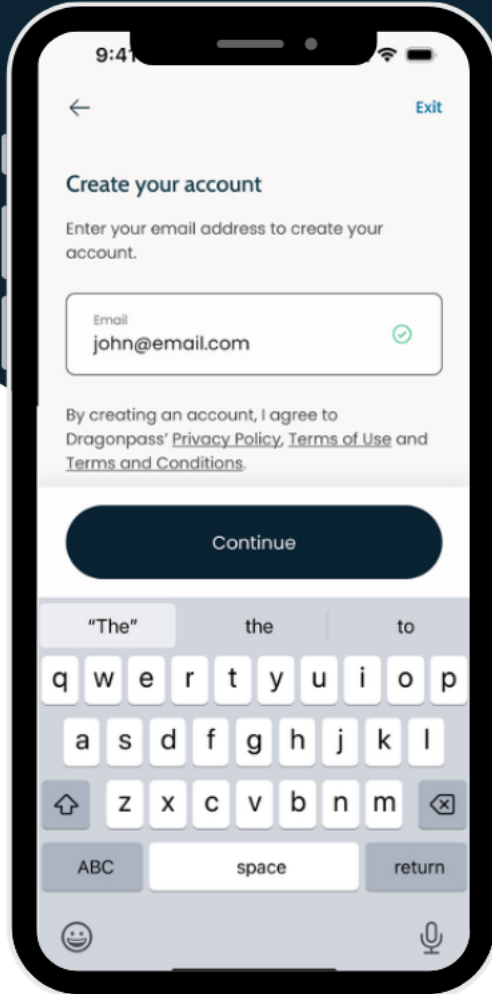 9:41
Exit
Create your account
Enter your email address to create your
account.
Email
john@email.com
By creating an account, I agree to
Dragonpass' Privacy Policy, Terms of Use and
Terms and Conditions.
Continue
“The” the to
q w e r t y u i o p
a s d f g h j k l
z x c v b n m
ABC space return